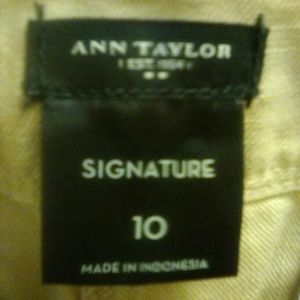 ANN TAYLOR
EST. 1954
SIGNATURE
10
MADE IN INDONESIA